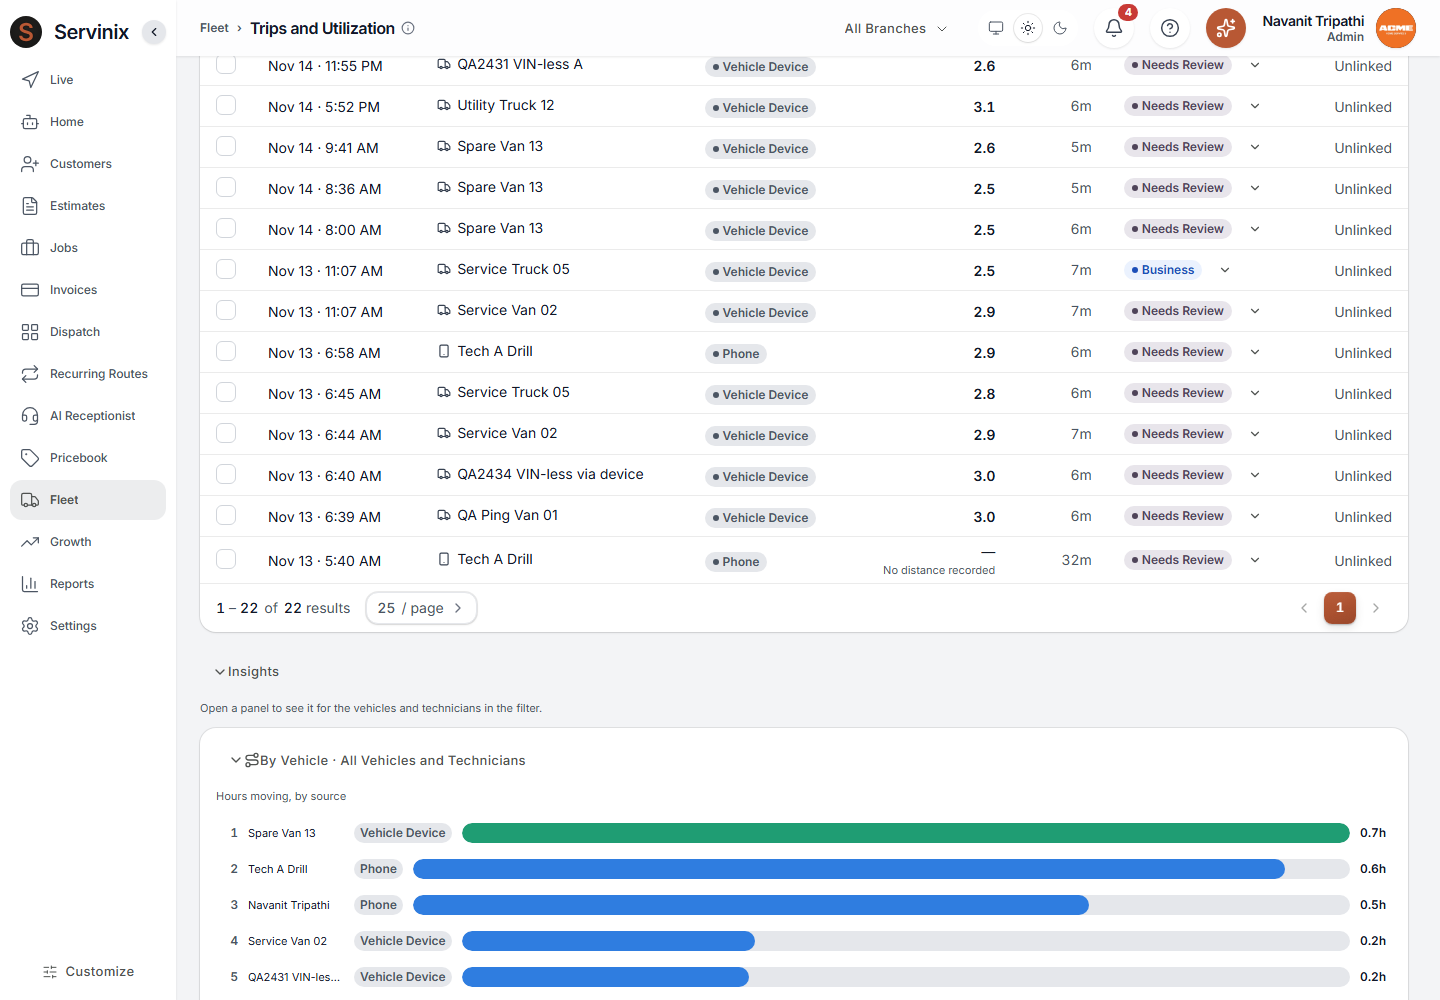 Servinix
Fleet › Trips and Utilization
All Branches
4
Navanit Tripathi
Admin
ACME
Live
Home
Customers
Estimates
Jobs
Invoices
Dispatch
Recurring Routes
AI Receptionist
Pricebook
Fleet
Growth
Reports
Settings
Customize
Nov 14 · 11:55 PM QA2431 VIN-less A Vehicle Device 2.6 6m Needs Review Unlinked
Nov 14 · 5:52 PM Utility Truck 12 Vehicle Device 3.1 6m Needs Review Unlinked
Nov 14 · 9:41 AM Spare Van 13 Vehicle Device 2.6 5m Needs Review Unlinked
Nov 14 · 8:36 AM Spare Van 13 Vehicle Device 2.5 5m Needs Review Unlinked
Nov 14 · 8:00 AM Spare Van 13 Vehicle Device 2.5 6m Needs Review Unlinked
Nov 13 · 11:07 AM Service Truck 05 Vehicle Device 2.5 7m Business Unlinked
Nov 13 · 11:07 AM Service Van 02 Vehicle Device 2.9 7m Needs Review Unlinked
Nov 13 · 6:58 AM Tech A Drill Phone 2.9 6m Needs Review Unlinked
Nov 13 · 6:45 AM Service Truck 05 Vehicle Device 2.8 6m Needs Review Unlinked
Nov 13 · 6:44 AM Service Van 02 Vehicle Device 2.9 7m Needs Review Unlinked
Nov 13 · 6:40 AM QA2434 VIN-less via device Vehicle Device 3.0 6m Needs Review Unlinked
Nov 13 · 6:39 AM QA Ping Van 01 Vehicle Device 3.0 6m Needs Review Unlinked
Nov 13 · 5:40 AM Tech A Drill Phone — 32m Needs Review Unlinked
No distance recorded
1 – 22 of 22 results 25 / page 1
Insights
Open a panel to see it for the vehicles and technicians in the filter.
By Vehicle · All Vehicles and Technicians
Hours moving, by source
1 Spare Van 13 Vehicle Device 0.7h
2 Tech A Drill Phone 0.6h
3 Navanit Tripathi Phone 0.5h
4 Service Van 02 Vehicle Device 0.2h
5 QA2431 VIN-les... Vehicle Device 0.2h